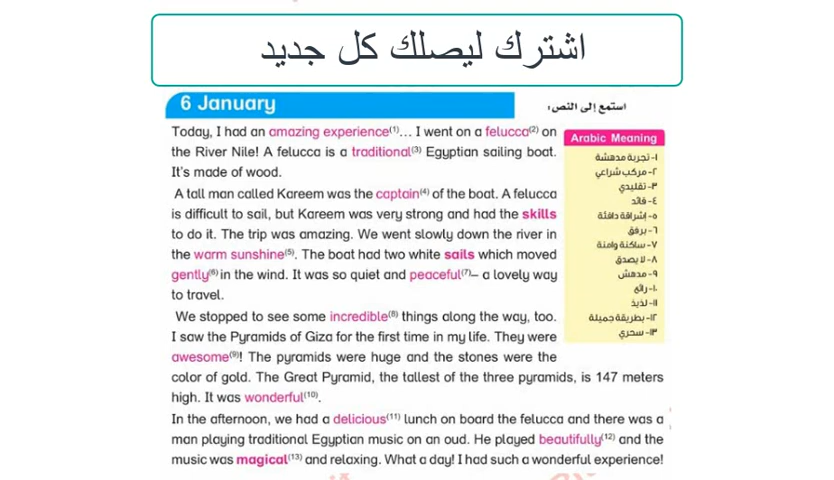 اشترك ليصلك كل جديد
6 January
استمع إلى النص:
Today, I had an amazing experience(1)... I went on a felucca(2) on
the River Nile! A felucca is a traditional(3) Egyptian sailing boat.
It's made of wood.
A tall man called Kareem was the captain(4) of the boat. A felucca
is difficult to sail, but Kareem was very strong and had the skills
to do it. The trip was amazing. We went slowly down the river in
the warm sunshine(5). The boat had two white sails which moved
gently(6) in the wind. It was so quiet and peaceful(7)– a lovely way
to travel.
We stopped to see some incredible(8) things along the way, too.
I saw the Pyramids of Giza for the first time in my life. They were
awesome(9)! The pyramids were huge and the stones were the
color of gold. The Great Pyramid, the tallest of the three pyramids, is 147 meters
high. It was wonderful(10).
In the afternoon, we had a delicious(11) lunch on board the felucca and there was a
man playing traditional Egyptian music on an oud. He played beautifully(12) and the
music was magical(13) and relaxing. What a day! I had such a wonderful experience!
Arabic Meaning
١- تجربة مدهشة
٢- مركب شراعي
٣- تقليدي
٤- قائد
٥- إشراقة دافئة
٦- برفق
٧- ساكنة وامنة
٨- لا يصدق
٩- مدهش
١٠- رائع
١١- لذيذ
١٢- بطريقة جميلة
١٣- سحري